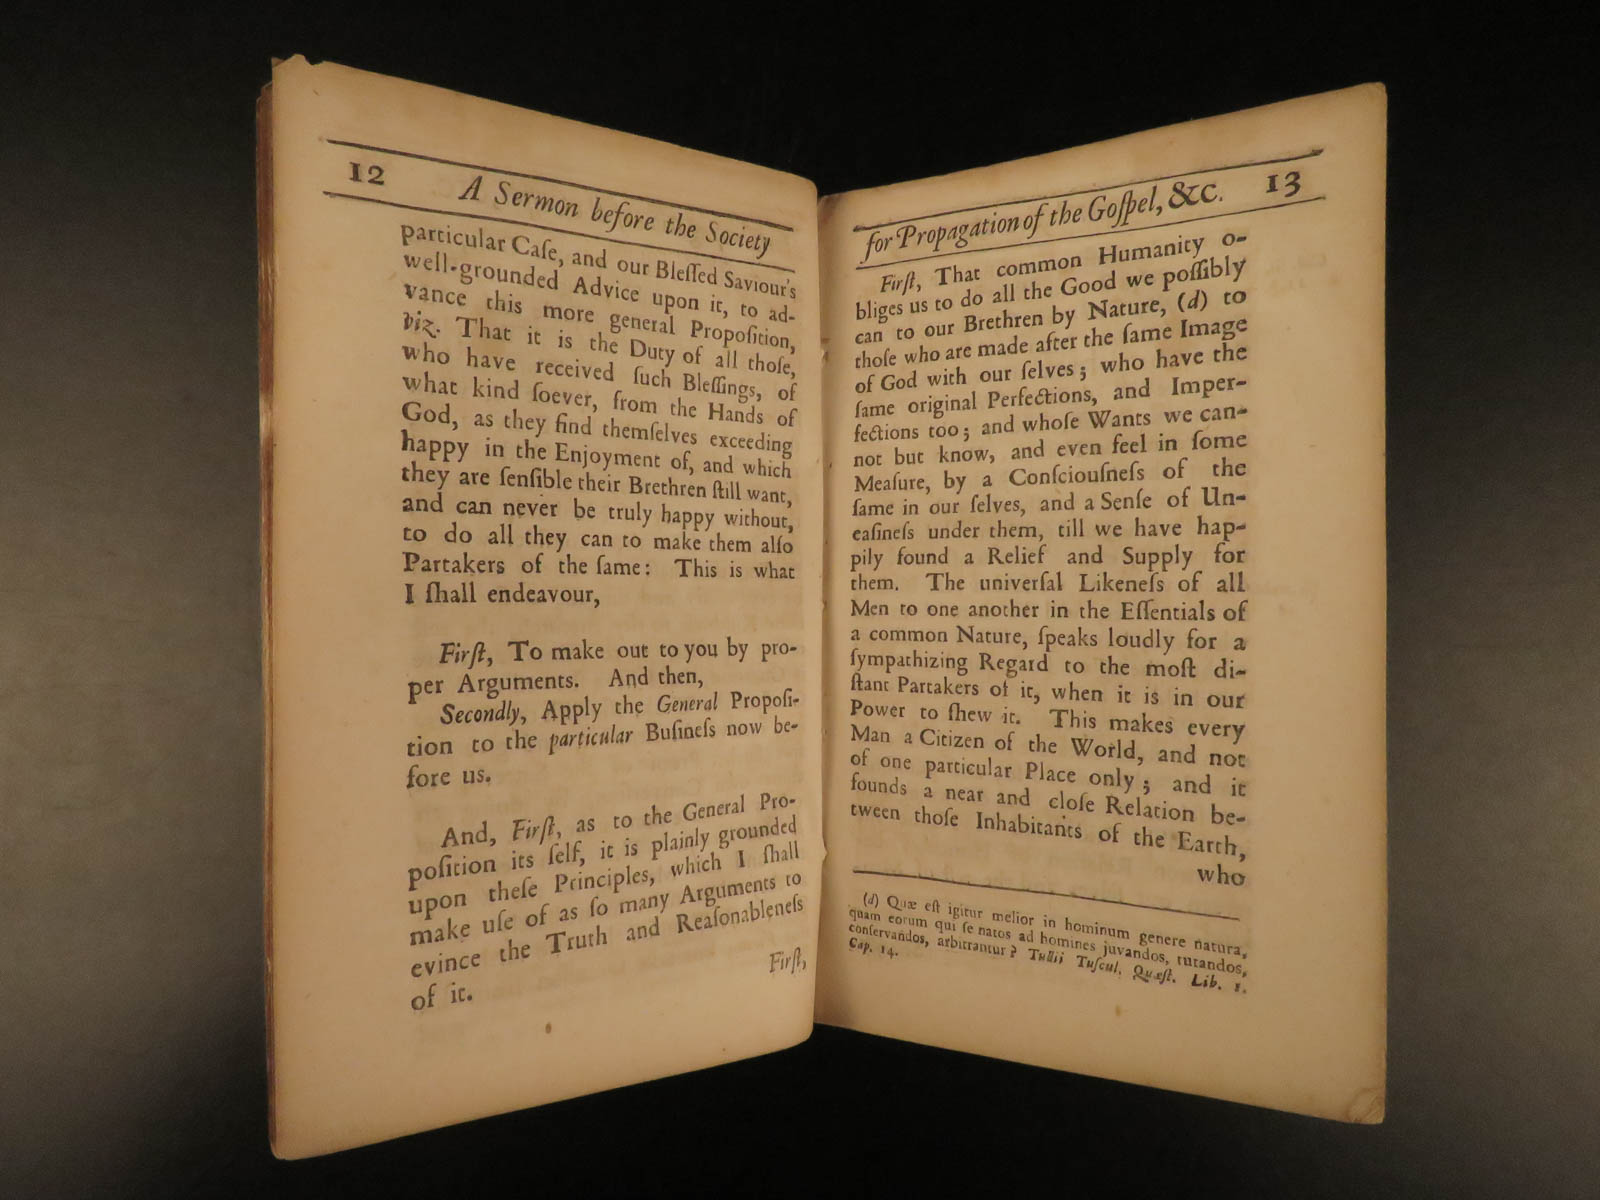 12
A Sermon before the Society
particular Caſe, and our Bleſſed Saviour's
well-grounded Advice upon it, to ad-
vance this more general Propoſition,
viz. That it is the Duty of all thoſe,
who have received ſuch Bleſſings, of
what kind ſoever, from the Hands of
God, as they find themſelves exceeding
happy in the Enjoyment of, and which
they are ſenſible their Brethren ſtill want,
and can never be truly happy without,
to do all they can to make them alſo
Partakers of the ſame: This is what
I ſhall endeavour,
Firſt, To make out to you by pro-
per Arguments. And then,
Secondly, Apply the General Propoſi-
tion to the particular Buſineſs now be-
fore us.
And, Firſt, as to the General Pro-
poſition its ſelf, it is plainly grounded
upon theſe Principles, which I ſhall
make uſe of as ſo many Arguments to
evince the Truth and Reaſonableneſs
of it.
Firſt,
for Propagation of the Goſpel, &c. 13
Firſt, That common Humanity o-
bliges us to do all the Good we poſſibly
can to our Brethren by Nature, (d) to
thoſe who are made after the ſame Image
of God with our ſelves; who have the
ſame original Perfections, and Imper-
fections too; and whoſe Wants we can-
not but know, and even feel in ſome
Meaſure, by a Conſciouſneſs of the
ſame in our ſelves, and a Senſe of Un-
eaſineſs under them, till we have hap-
pily found a Relief and Supply for
them. The univerſal Likeneſs of all
Men to one another in the Eſſentials of
a common Nature, ſpeaks loudly for a
ſympathizing Regard to the moſt di-
ſtant Partakers of it, when it is in our
Power to ſhew it. This makes every
Man a Citizen of the World, and not
of one particular Place only; and it
founds a near and cloſe Relation be-
tween thoſe Inhabitants of the Earth,
who
(d) Quæ eſt igitur melior in hominum genere natura,
quam eorum qui ſe natos ad homines juvandos, tutandos,
conſervandos, arbitrantur? Tullii Tuſcul. Quæſt. Lib. 1.
Cap. 14.